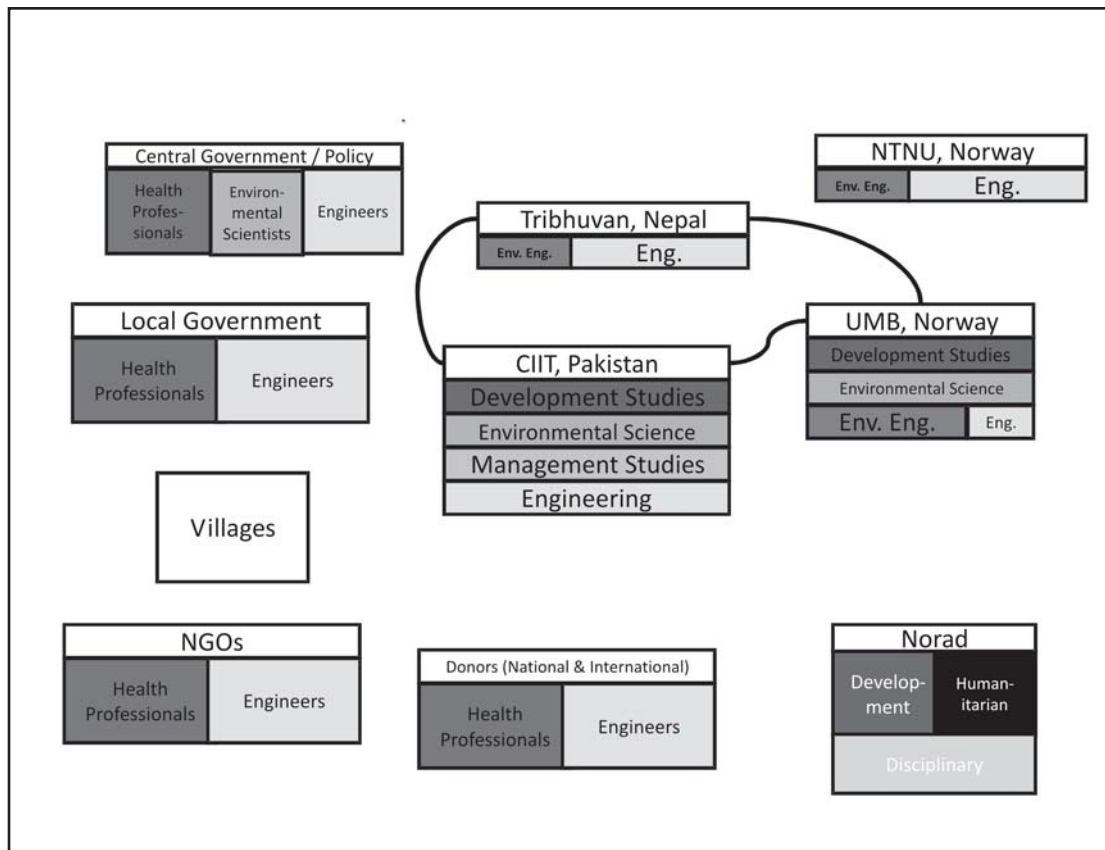 Central Government / Policy
Health
Profes-
sionals
Environ-
mental
Scientists
Engineers
NTNU, Norway
Env. Eng.
Eng.
Tribhuvan, Nepal
Env. Eng.
Eng.
Local Government
Health
Professionals
Engineers
CIIT, Pakistan
Development Studies
Environmental Science
Management Studies
Engineering
UMB, Norway
Development Studies
Environmental Science
Env. Eng.
Eng.
Villages
NGOs
Health
Professionals
Engineers
Donors (National & International)
Health
Professionals
Engineers
Norad
Develop-
ment
Human-
itarian
Disciplinary